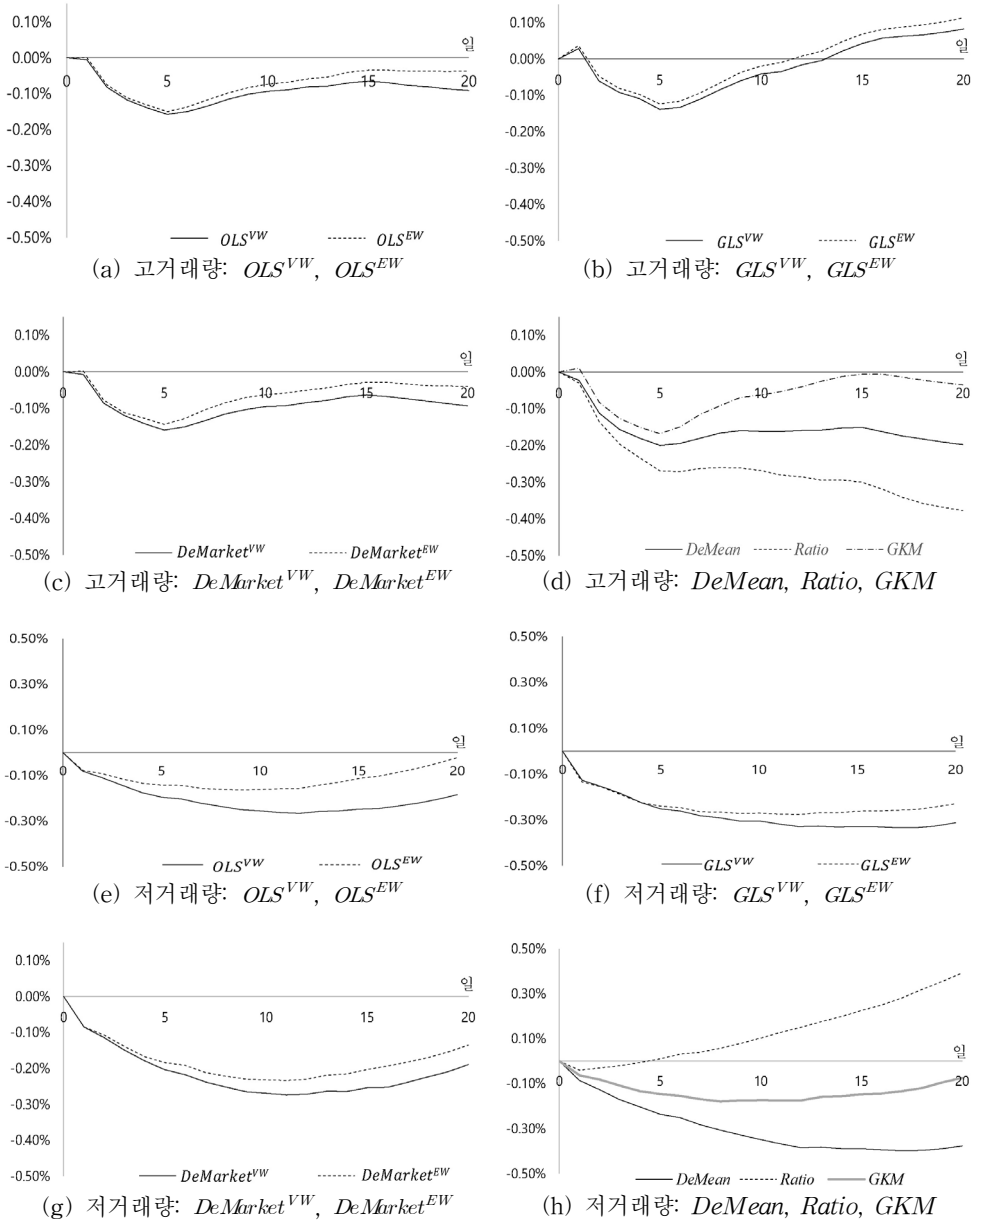 0.10%
0.00%
-0.10%
-0.20%
-0.30%
-0.40%
-0.50%
0 5 10 15 20
일
OLS^VW OLS^EW
(a) 고거래량: OLS^VW, OLS^EW
0.10%
0.00%
-0.10%
-0.20%
-0.30%
-0.40%
-0.50%
0 5 10 15 20
일
GLS^VW GLS^EW
(b) 고거래량: GLS^VW, GLS^EW
0.10%
0.00%
-0.10%
-0.20%
-0.30%
-0.40%
-0.50%
0 5 10 15 20
일
DeMarket^VW DeMarket^EW
(c) 고거래량: DeMarket^VW, DeMarket^EW
0.10%
0.00%
-0.10%
-0.20%
-0.30%
-0.40%
-0.50%
0 5 10 15 20
일
DeMean Ratio GKM
(d) 고거래량: DeMean, Ratio, GKM
0.50%
0.30%
0.10%
-0.10%
-0.30%
-0.50%
0 5 10 15 20
일
OLS^VW OLS^EW
(e) 저거래량: OLS^VW, OLS^EW
0.50%
0.30%
0.10%
-0.10%
-0.30%
-0.50%
0 5 10 15 20
일
GLS^VW GLS^EW
(f) 저거래량: GLS^VW, GLS^EW
0.10%
0.00%
-0.10%
-0.20%
-0.30%
-0.40%
-0.50%
0 5 10 15 20
일
DeMarket^VW DeMarket^EW
(g) 저거래량: DeMarket^VW, DeMarket^EW
0.50%
0.30%
0.10%
-0.10%
-0.30%
-0.50%
0 5 10 15 20
일
DeMean Ratio GKM
(h) 저거래량: DeMean, Ratio, GKM